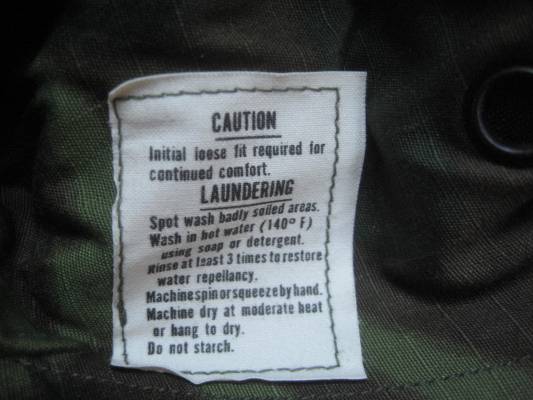 CAUTION
Initial loose fit required for
continued comfort.
LAUNDERING
Spot wash badly soiled areas.
Wash in hot water (140° F)
using soap or detergent.
Rinse at least 3 times to restore
water repellancy.
Machine spin or squeeze by hand.
Machine dry at moderate heat
or hang to dry.
Do not starch.